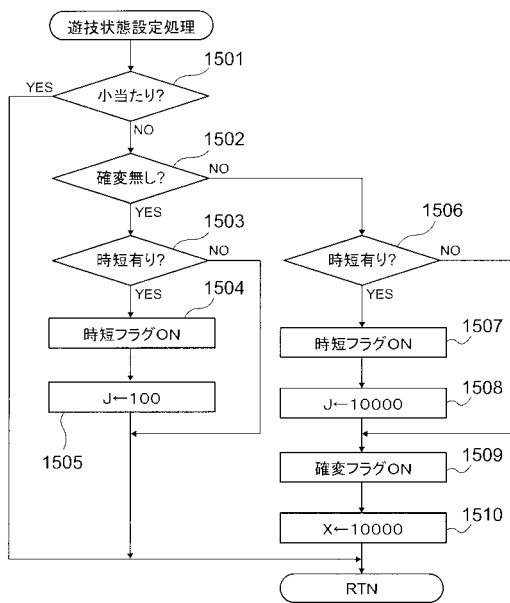 遊技状態設定処理
1501
小当たり?
YES
NO
1502
確変無し?
NO
YES
1503
時短有り?
NO
YES
1506
時短有り?
NO
YES
1504
時短フラグON
1507
時短フラグON
J←100
1505
J←10000
1508
確変フラグON
1509
X←10000
1510
RTN